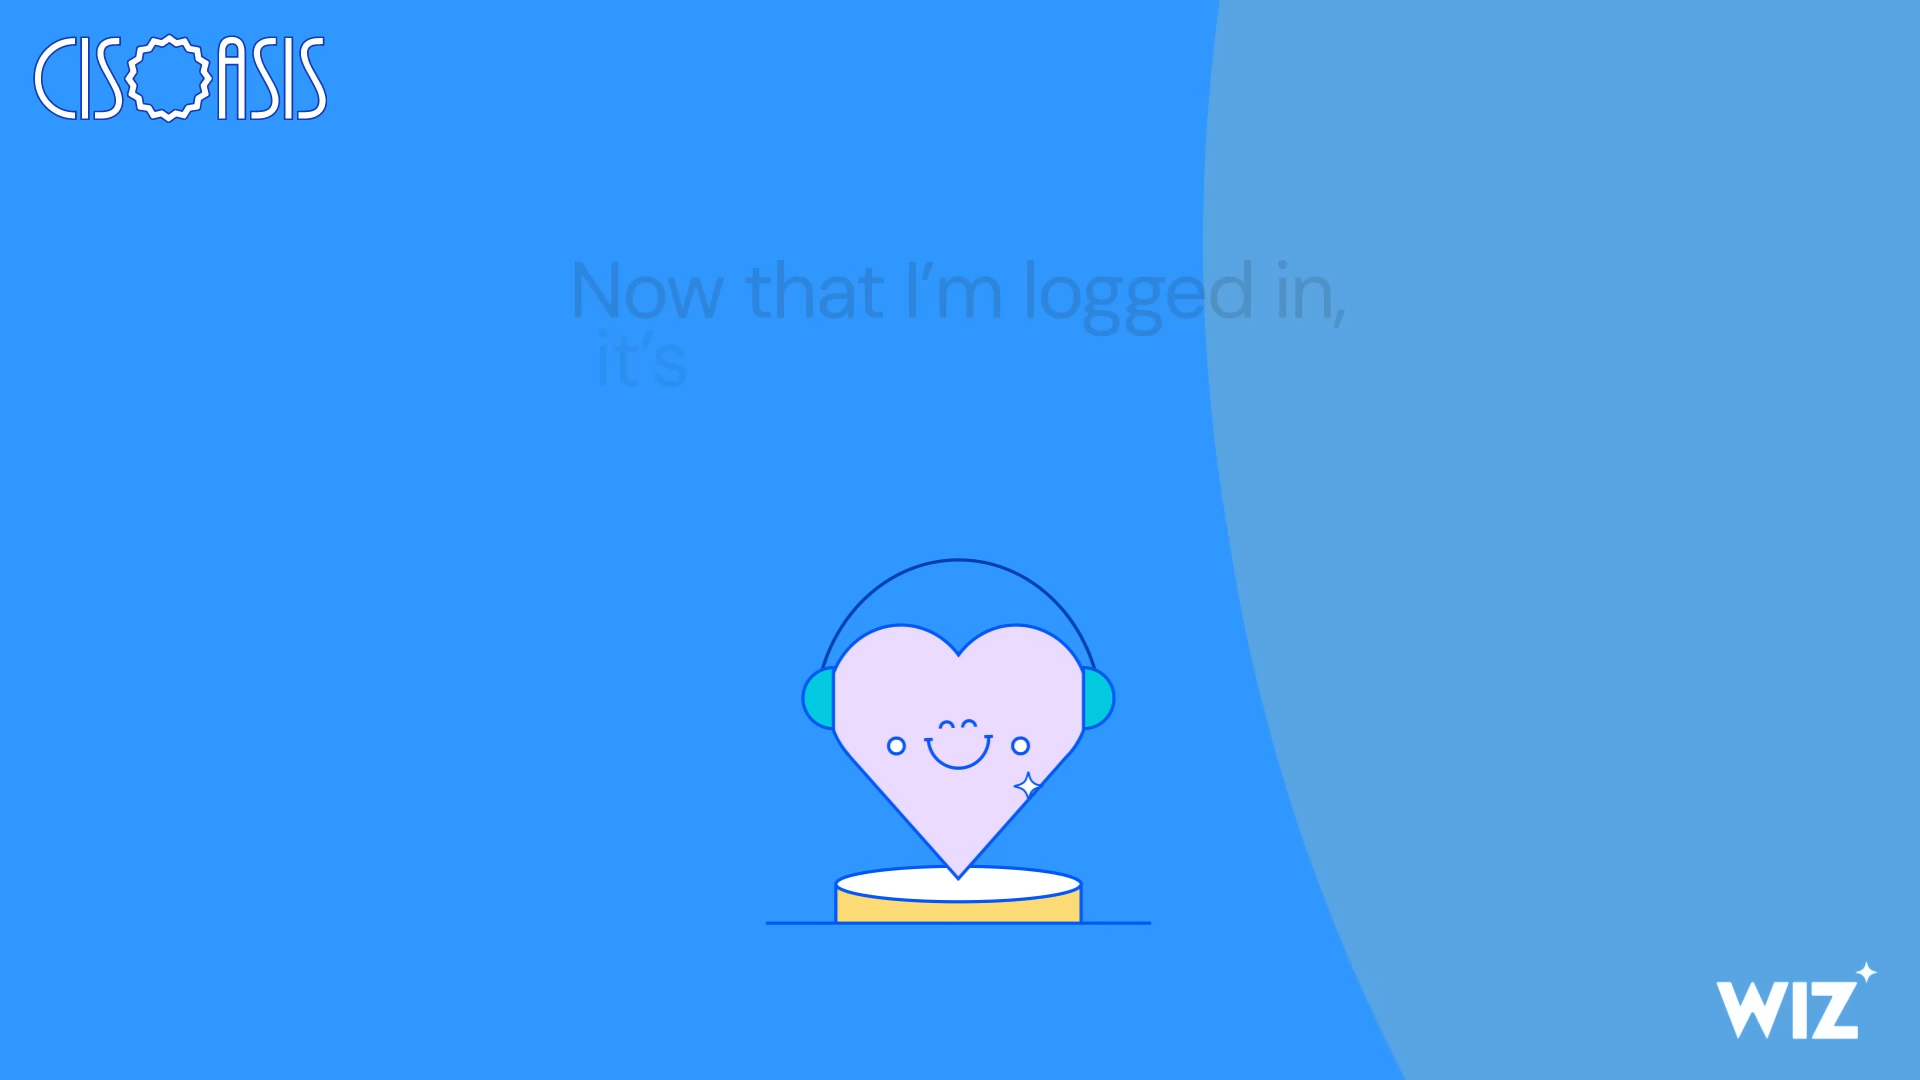 CISOASIS
Now that I’m logged in,
it’s
WIZ